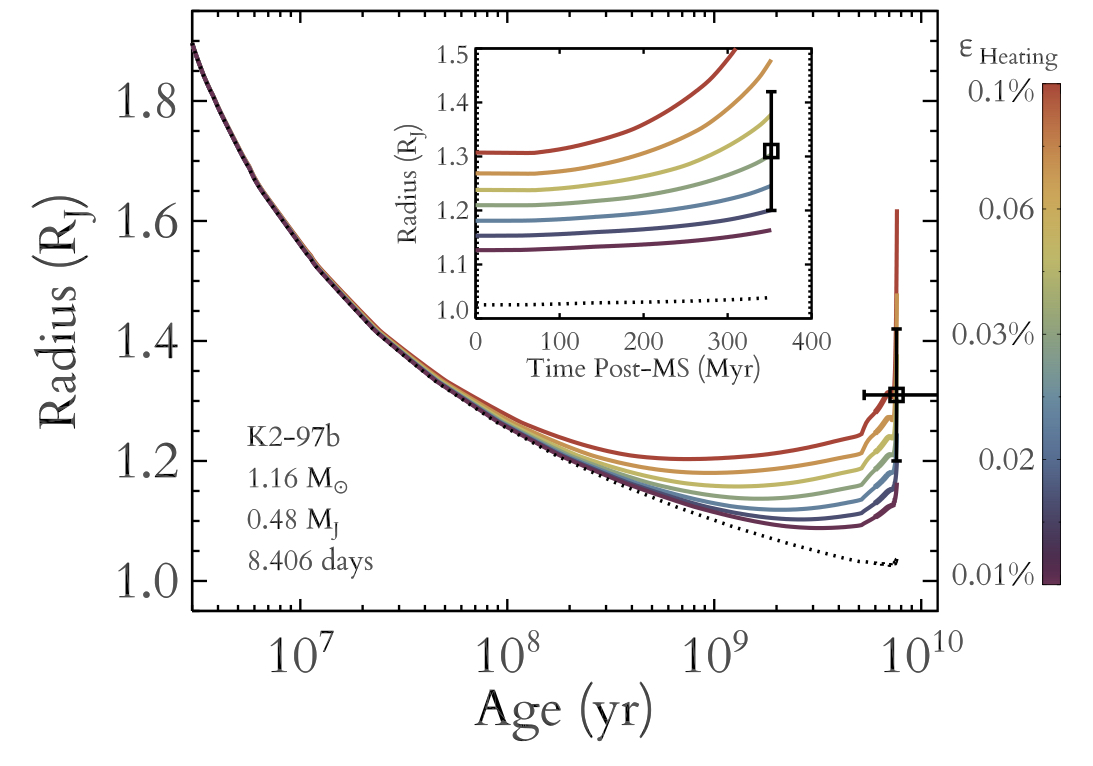 Radius (R_J)
1.8
1.6
1.4
1.2
1.0
10^7
10^8
10^9
10^10
Age (yr)
K2-97b
1.16 M_☉
0.48 M_J
8.406 days
Radius (R_J)
1.5
1.4
1.3
1.2
1.1
1.0
0
100
200
300
400
Time Post-MS (Myr)
ε Heating
0.1%
0.06
0.03%
0.02
0.01%